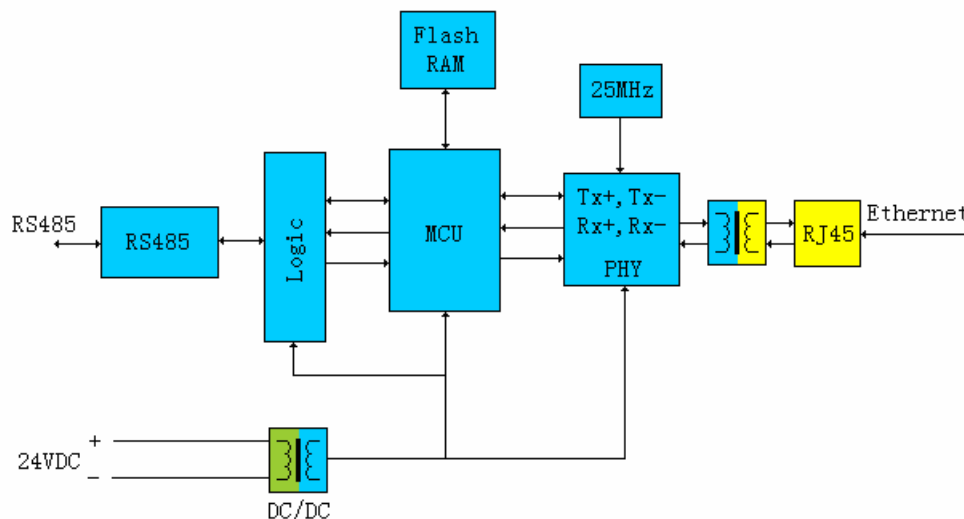 Flash
RAM
25MHz
RS485
RS485
Logic
MCU
Tx+, Tx-
Rx+, Rx-
PHY
RJ45
Ethernet
+
24VDC
-
DC/DC